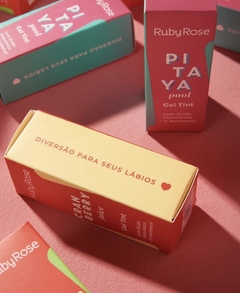 DIVERSÃO PARA SEUS LÁBIOS
RubyRose
PI
TA
YA
pool
Gel Tint
DIVERSÃO PARA SEUS LÁBIOS
CRAN
BERRY
Gel Tint
RubyRose